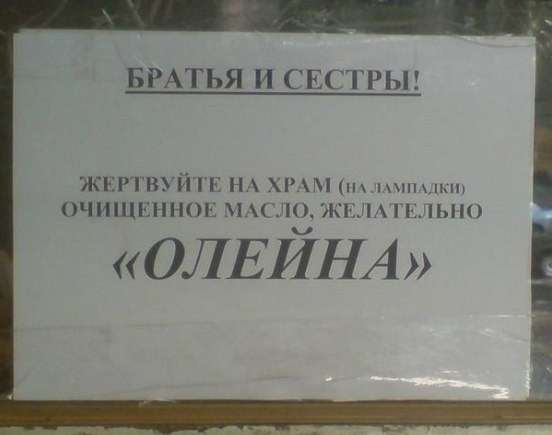 БРАТЬЯ И СЕСТРЫ!
ЖЕРТВУЙТЕ НА ХРАМ (НА ЛАМПАДКИ)
ОЧИЩЕННОЕ МАСЛО, ЖЕЛАТЕЛЬНО
«ОЛЕЙНА»